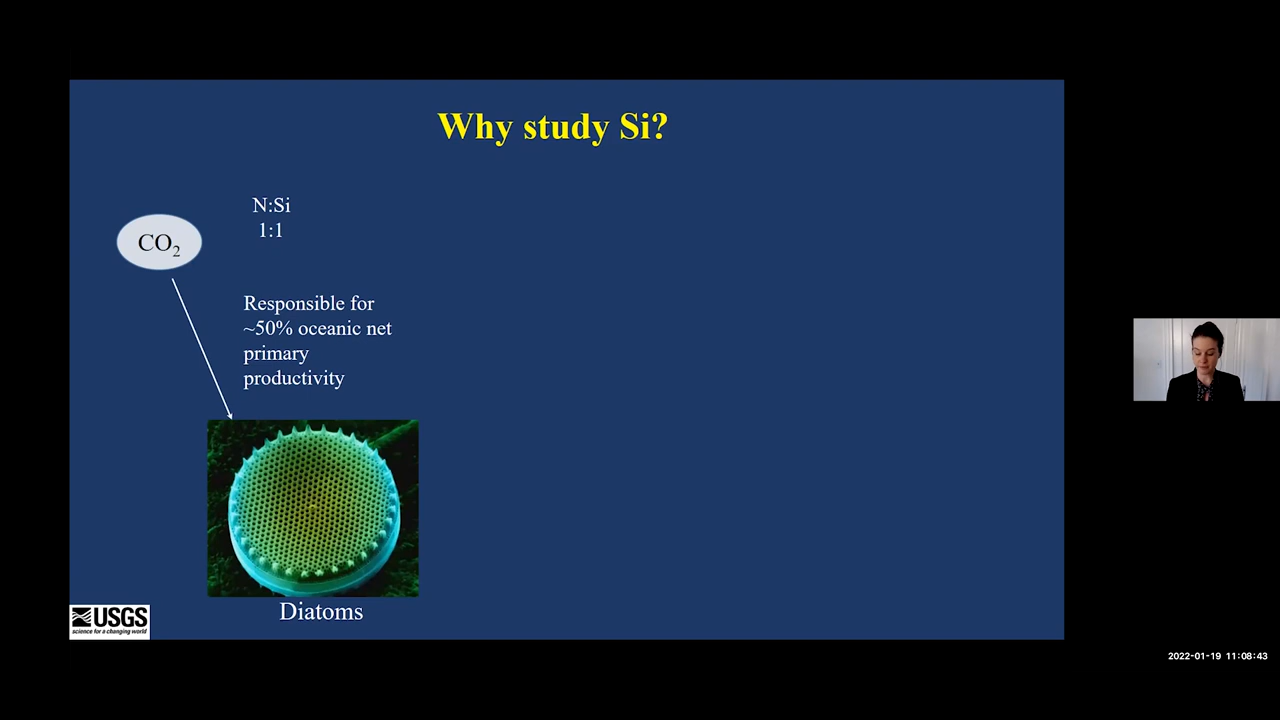 Why study Si?
N:Si
1:1
CO2
Responsible for
~50% oceanic net
primary
productivity
Diatoms
USGS
science for a changing world
2022-01-19 11:08:43